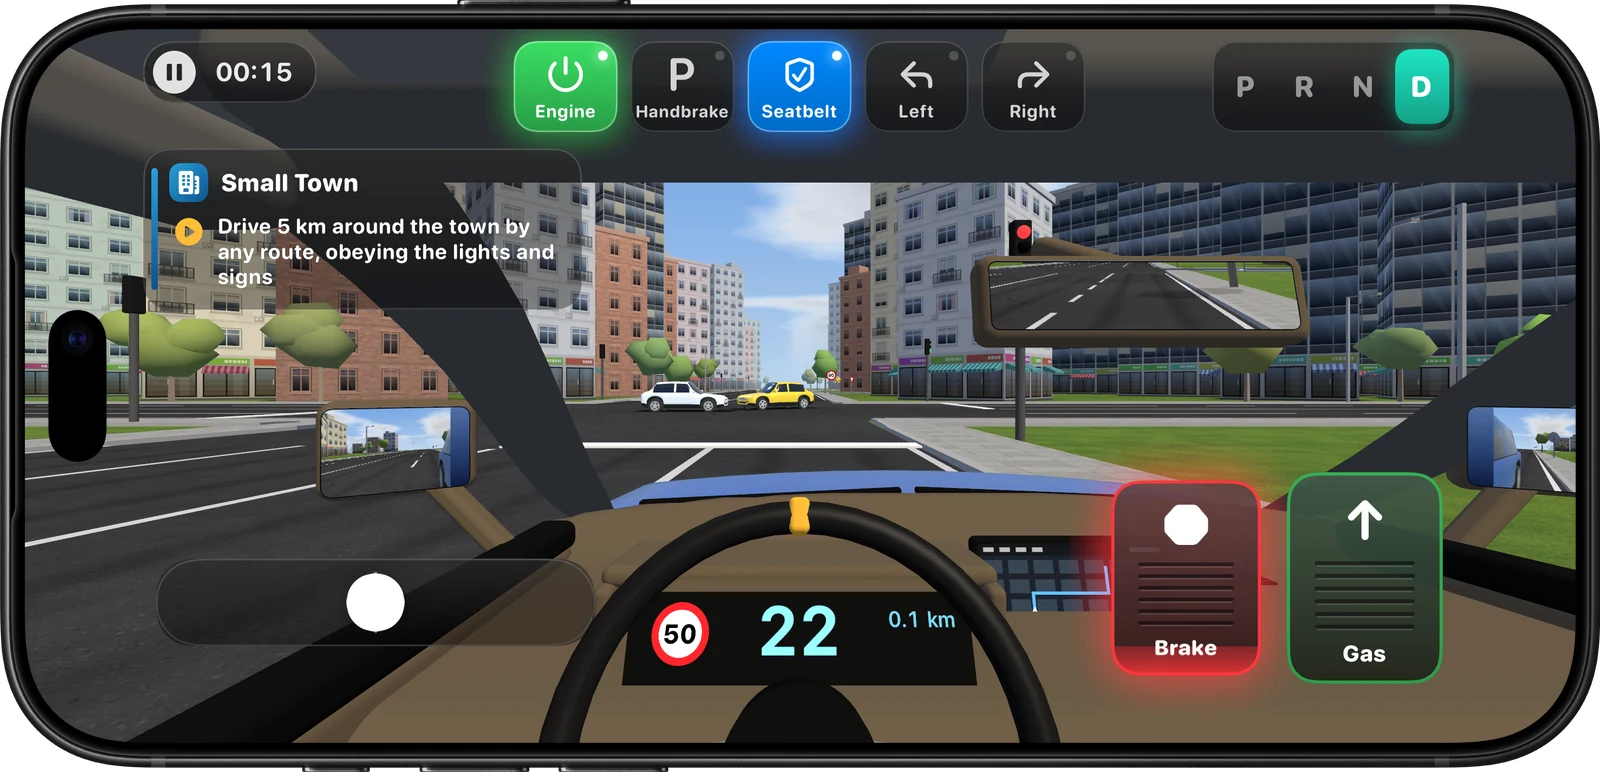 00:15
Engine
P
Handbrake
Seatbelt
Left
Right
P R N D
Small Town
Drive 5 km around the town by
any route, obeying the lights and
signs
50
22
0.1 km
Brake
Gas